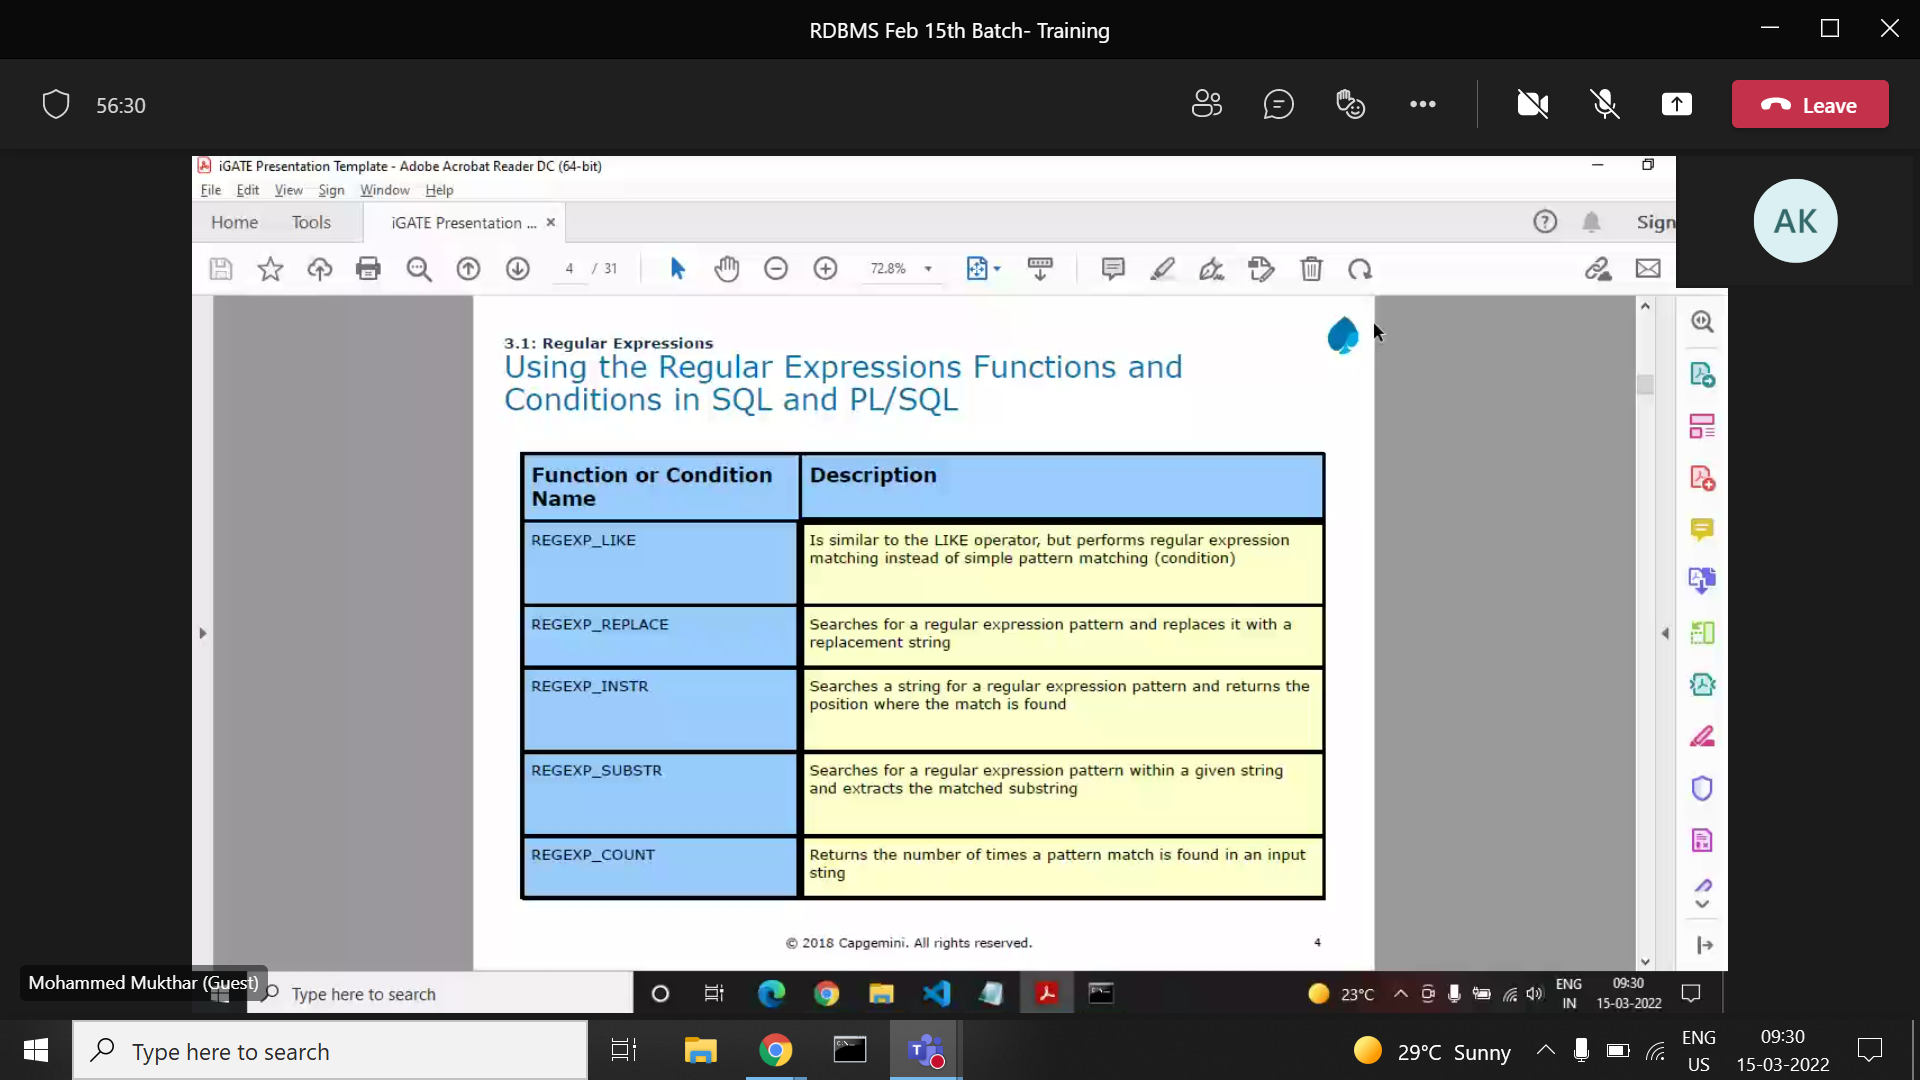 RDBMS Feb 15th Batch- Training
56:30
Leave
iGATE Presentation Template - Adobe Acrobat Reader DC (64-bit)
File Edit View Sign Window Help
Home Tools iGATE Presentation ... ×
Sign
AK
4 / 31 72.8%
3.1: Regular Expressions
Using the Regular Expressions Functions and
Conditions in SQL and PL/SQL
Function or Condition
Name
Description
REGEXP_LIKE
Is similar to the LIKE operator, but performs regular expression
matching instead of simple pattern matching (condition)
REGEXP_REPLACE
Searches for a regular expression pattern and replaces it with a
replacement string
REGEXP_INSTR
Searches a string for a regular expression pattern and returns the
position where the match is found
REGEXP_SUBSTR
Searches for a regular expression pattern within a given string
and extracts the matched substring
REGEXP_COUNT
Returns the number of times a pattern match is found in an input
sting
© 2018 Capgemini. All rights reserved.
4
Mohammed Mukthar (Guest)
Type here to search
23°C
ENG
IN
09:30
15-03-2022
Type here to search
29°C Sunny
ENG
US
09:30
15-03-2022